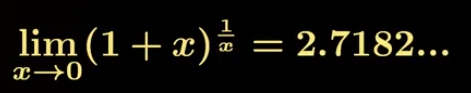 lim_{x→0} (1 + x)^{1/x} = 2.7182...